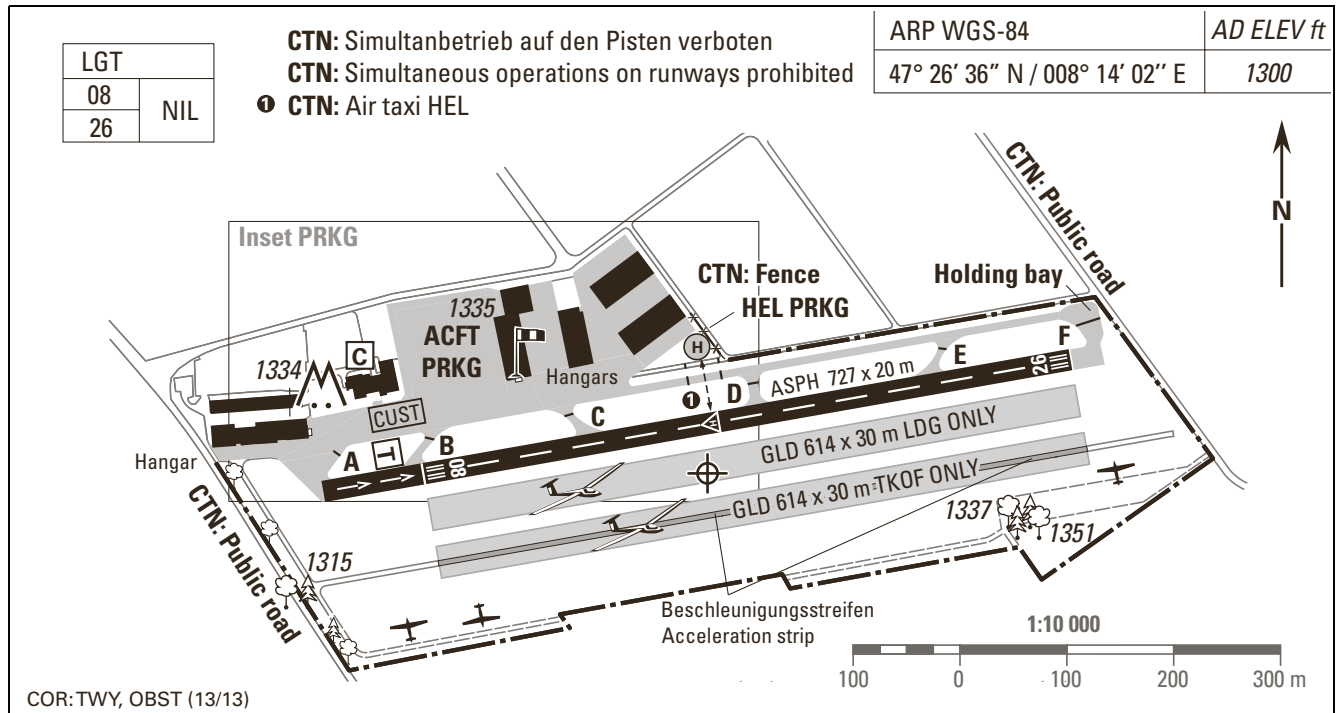 CTN: Simultanbetrieb auf den Pisten verboten
CTN: Simultaneous operations on runways prohibited
❶ CTN: Air taxi HEL
LGT
08
26
NIL
ARP WGS-84
AD ELEV ft
47° 26′ 36″ N / 008° 14′ 02′′ E
1300
N
CTN: Public road
Inset PRKG
CTN: Fence
HEL PRKG
Holding bay
1335
ACFT
PRKG
1334
C
CUST
Hangars
H
❶
A
T
B
C
D
E
F
08
26
ASPH 727 x 20 m
GLD 614 x 30 m LDG ONLY
GLD 614 x 30 m TKOF ONLY
Hangar
CTN: Public road
1315
1337
1351
Beschleunigungsstreifen
Acceleration strip
1:10 000
100 0 100 200 300 m
COR: TWY, OBST (13/13)